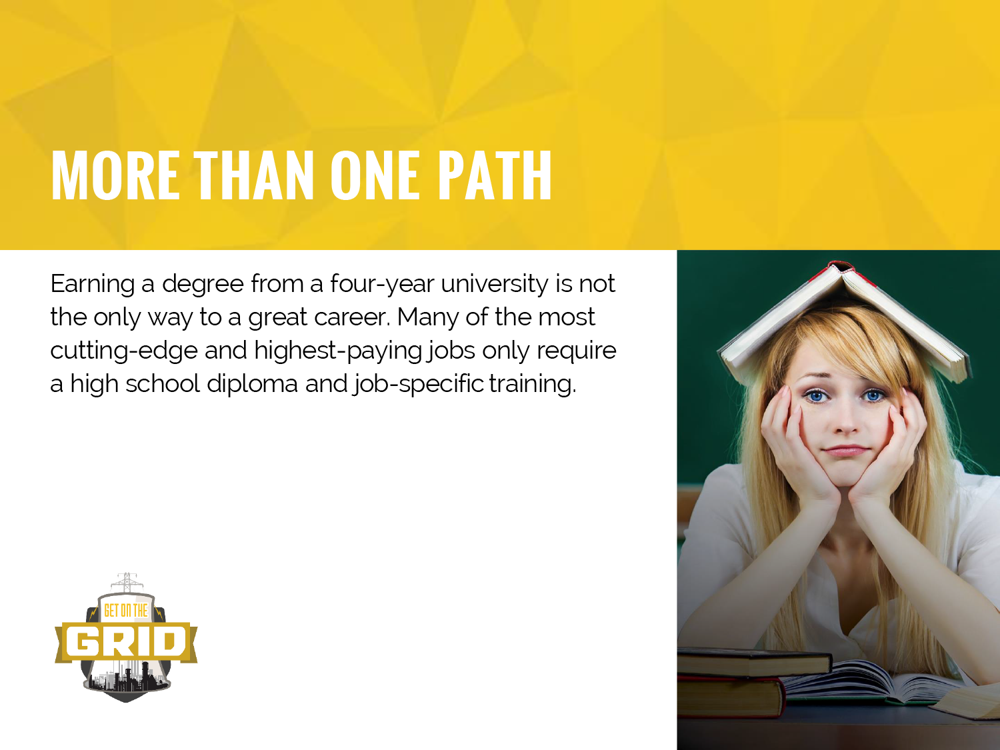 MORE THAN ONE PATH
Earning a degree from a four-year university is not
the only way to a great career. Many of the most
cutting-edge and highest-paying jobs only require
a high school diploma and job-specific training.
GET ON THE
GRID